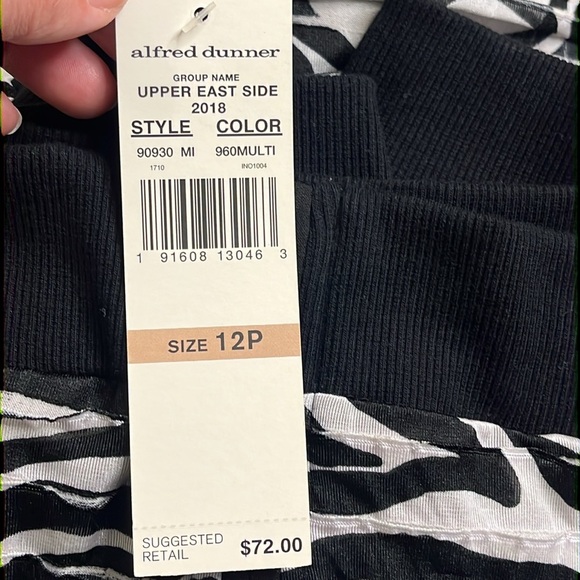 alfred dunner
GROUP NAME
UPPER EAST SIDE
2018
STYLE COLOR
90930 MI 960MULTI
1710 INO1004
1 91608 13046 3
SIZE 12P
SUGGESTED
RETAIL $72.00